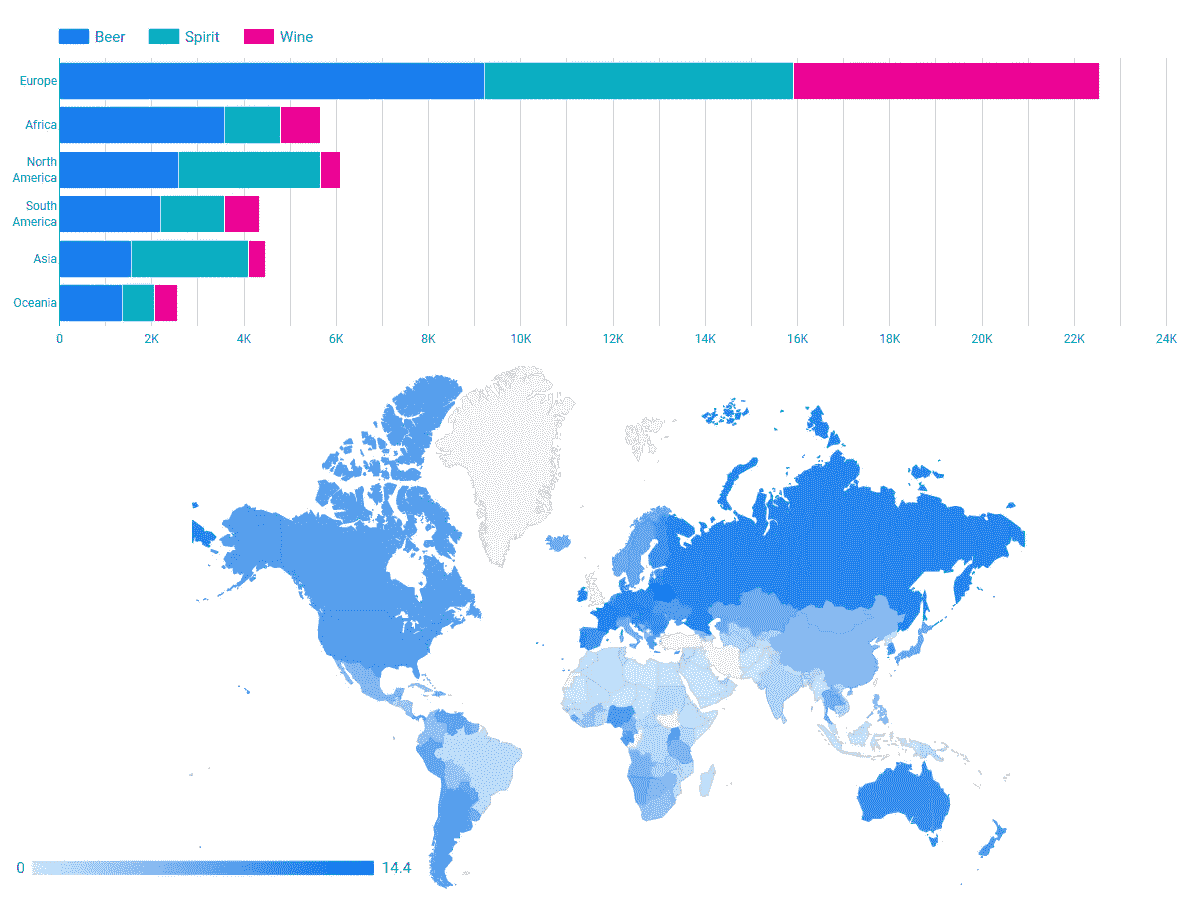 Beer Spirit Wine
Europe
Africa
North
America
South
America
Asia
Oceania
0 2K 4K 6K 8K 10K 12K 14K 16K 18K 20K 22K 24K
0 14.4